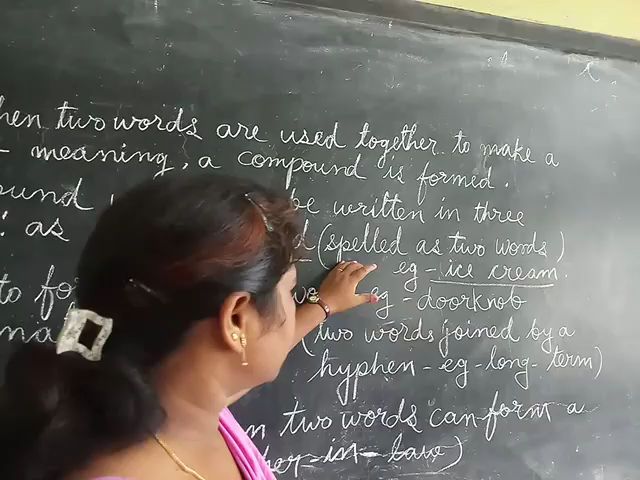 hen two words are used together to make a
- meaning, a compound is formed.
ound be written in three
: as (spelled as two words)
eg - ice cream.
to eg - doorknob
(two words joined by a
hyphen - eg - long - term)
two words can form a
- in - law)